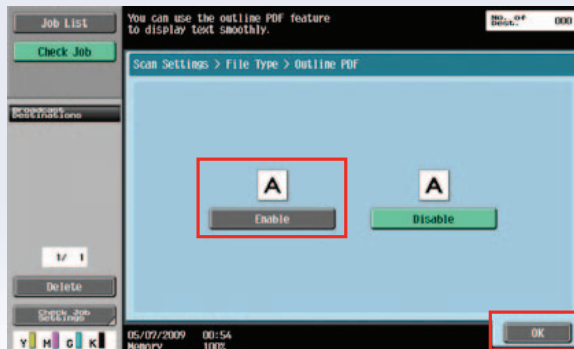 Job List
Check Job
You can use the outline PDF feature
to display text smoothly.
No. of
Dest.
000
Scan Settings > File Type > Outline PDF
Broadcast
Destinations
A
A
Enable
Disable
1/ 1
Delete
Check Job
Settings
Y M C K
05/07/2009 00:54
Memory 100%
OK